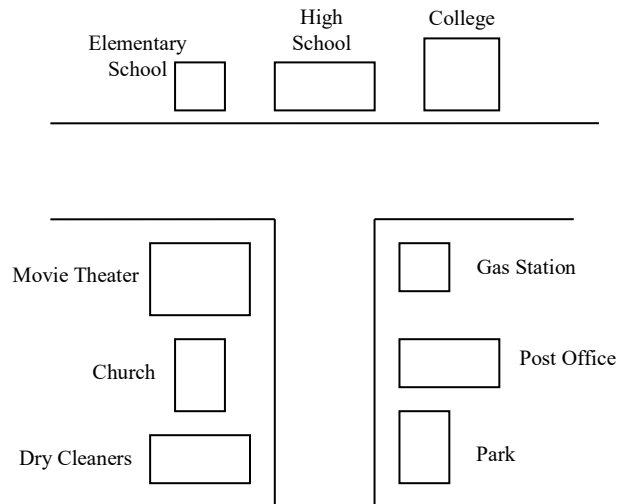 Elementary
School
High
School
College
Movie Theater
Gas Station
Church
Post Office
Dry Cleaners
Park